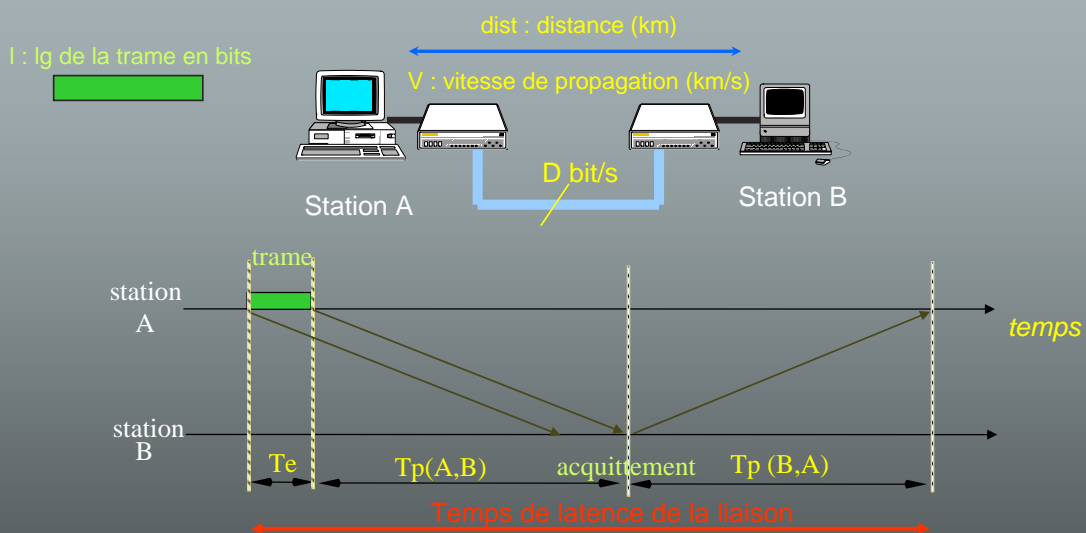 dist : distance (km)
l : lg de la trame en bits
V : vitesse de propagation (km/s)
D bit/s
Station A
Station B
trame
station
A
temps
station
B
Te
Tp(A,B)
acquittement
Tp (B,A)
Temps de latence de la liaison